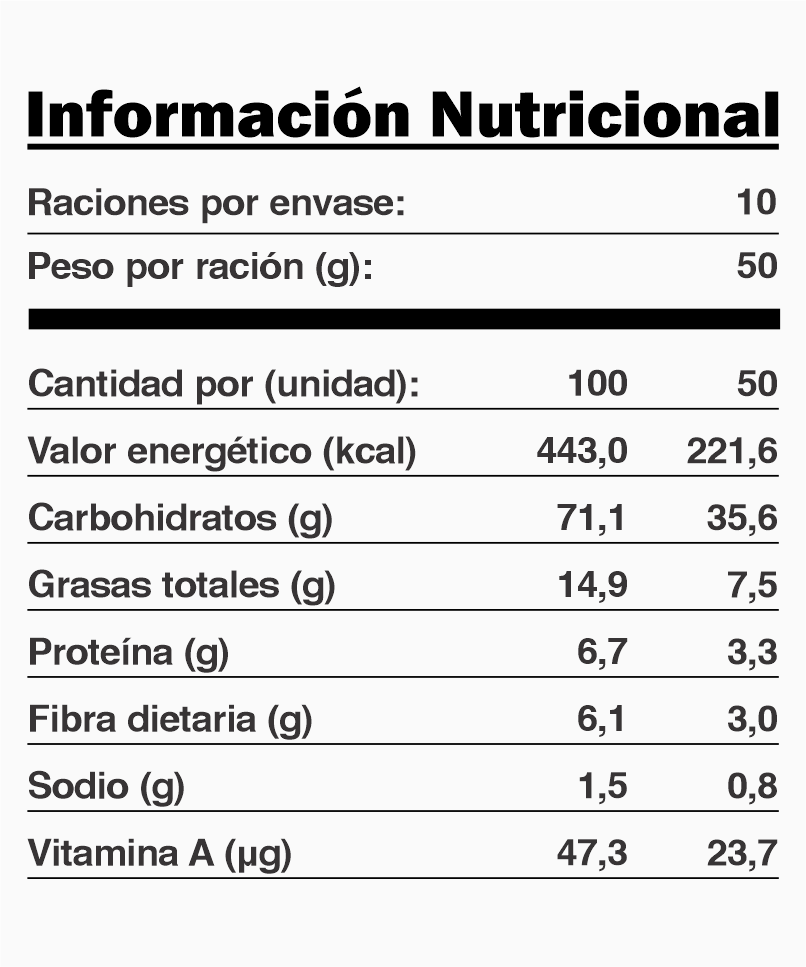 Información Nutricional
Raciones por envase: 10
Peso por ración (g): 50
Cantidad por (unidad): 100 50
Valor energético (kcal) 443,0 221,6
Carbohidratos (g) 71,1 35,6
Grasas totales (g) 14,9 7,5
Proteína (g) 6,7 3,3
Fibra dietaria (g) 6,1 3,0
Sodio (g) 1,5 0,8
Vitamina A (µg) 47,3 23,7